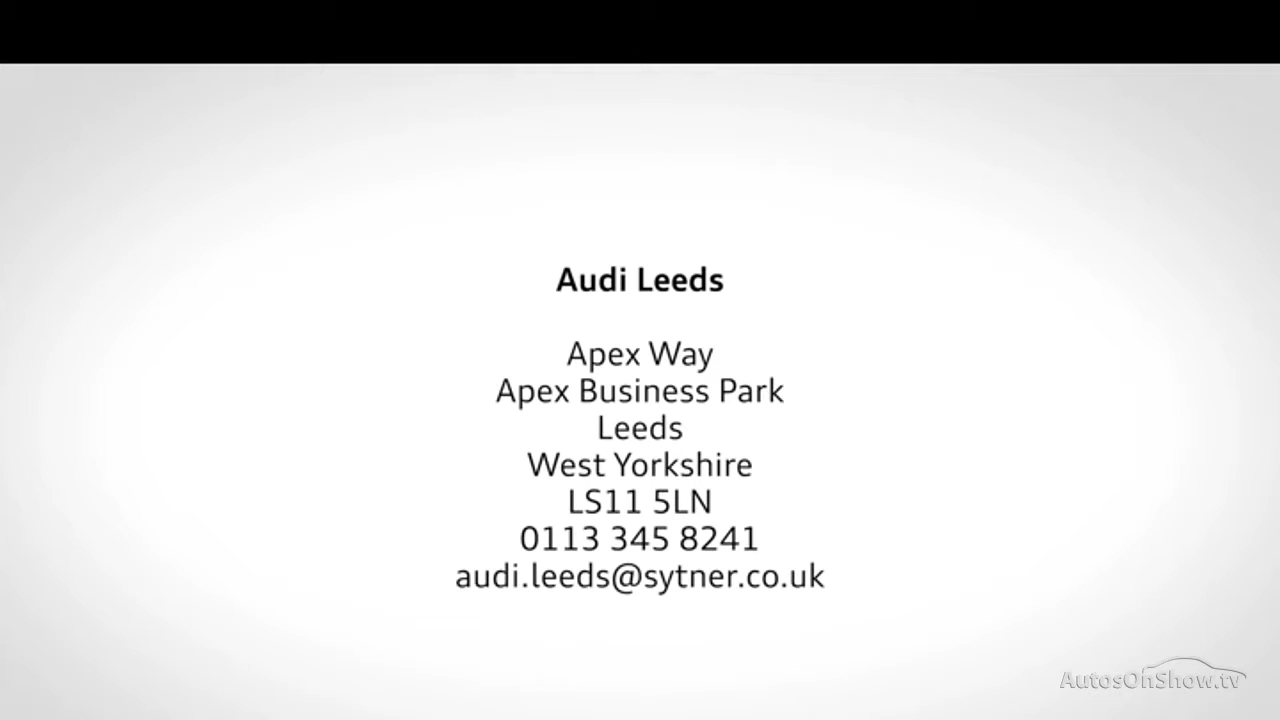 Audi Leeds
Apex Way
Apex Business Park
Leeds
West Yorkshire
LS11 5LN
0113 345 8241
audi.leeds@sytner.co.uk
AutosOnShow.tv